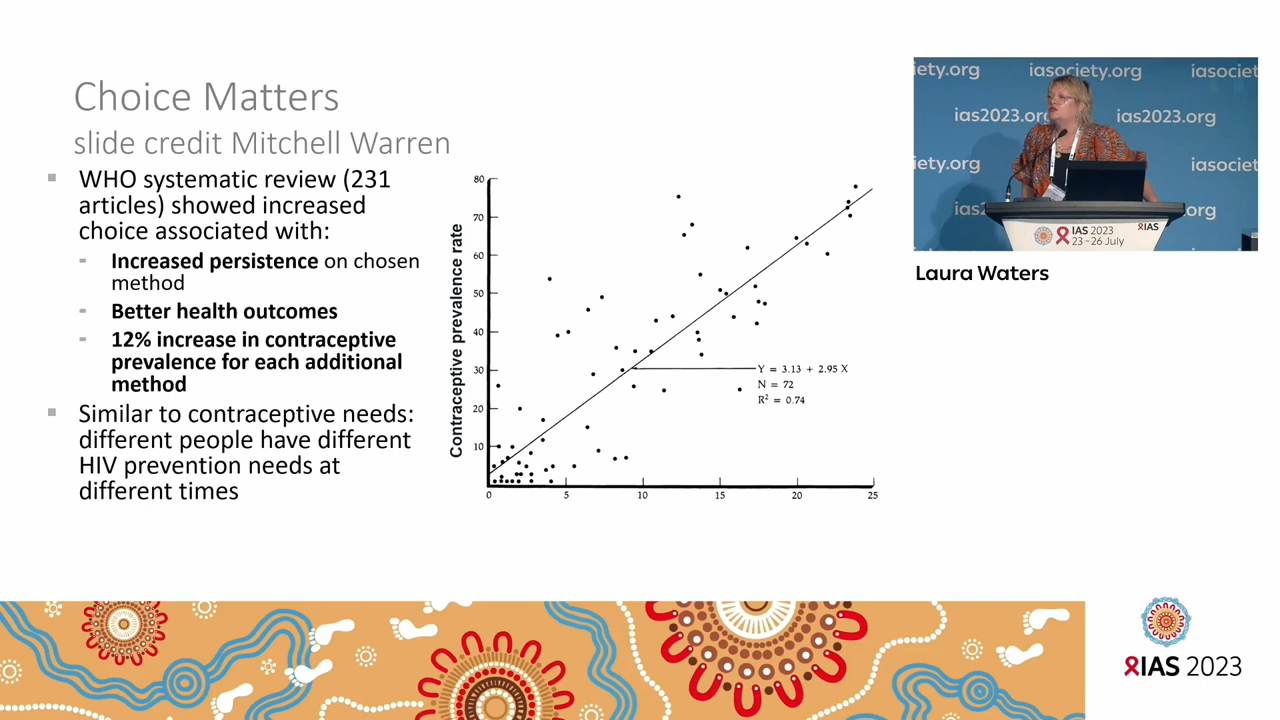 Choice Matters
slide credit Mitchell Warren
▪ WHO systematic review (231
articles) showed increased
choice associated with:
- Increased persistence on chosen
method
- Better health outcomes
- 12% increase in contraceptive
prevalence for each additional
method
▪ Similar to contraceptive needs:
different people have different
HIV prevention needs at
different times
Contraceptive prevalence rate
80
70
60
50
40
30
20
10
0 5 10 15 20 25
Y = 3.13 + 2.95 X
N = 72
R² = 0.74
iety.org iasociety.org iasociet
ias2023.org ias2023.org
iety.org iasociet
ias2 .org
IAS 2023
23–26 July
IAS
Laura Waters
IAS 2023